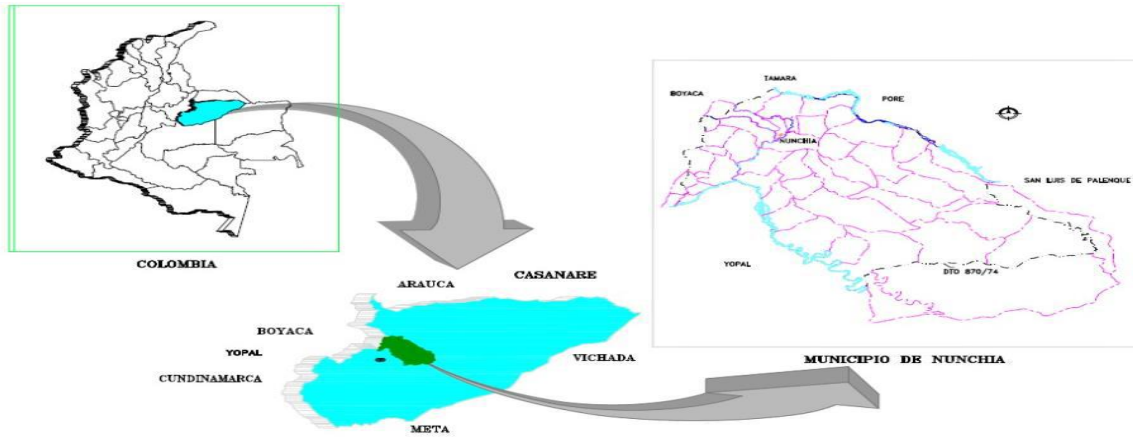 COLOMBIA
TAMARA
BOYACA
PORE
NUNCHIA
SAN LUIS DE PALENQUE
YOPAL
DTO 870/74
MUNICIPIO DE NUNCHIA
CASANARE
ARAUCA
BOYACA
YOPAL
VICHADA
CUNDINAMARCA
META